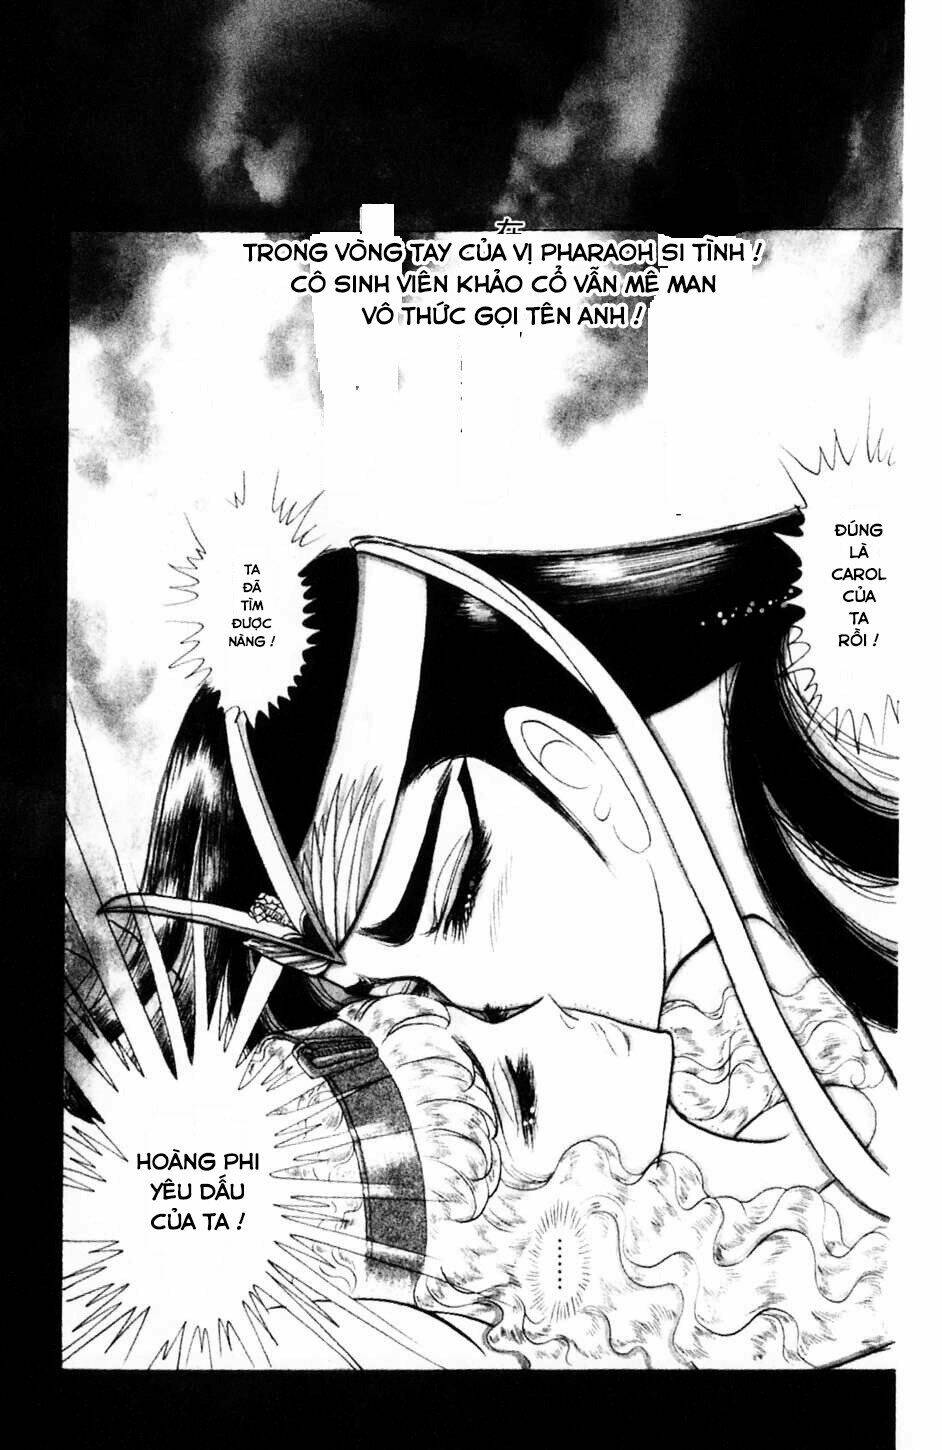 TRONG VÒNG TAY CỦA VỊ PHARAOH SI TÌNH!
CÔ SINH VIÊN KHẢO CỔ VẪN MÊ MAN
VÔ THỨC GỌI TÊN ANH!
ĐÚNG
LÀ
CAROL
CỦA
TA
RỒI!
TA
ĐÃ
TÌM
ĐƯỢC
NÀNG!
HOÀNG PHI
YÊU DẤU
CỦA TA!
........